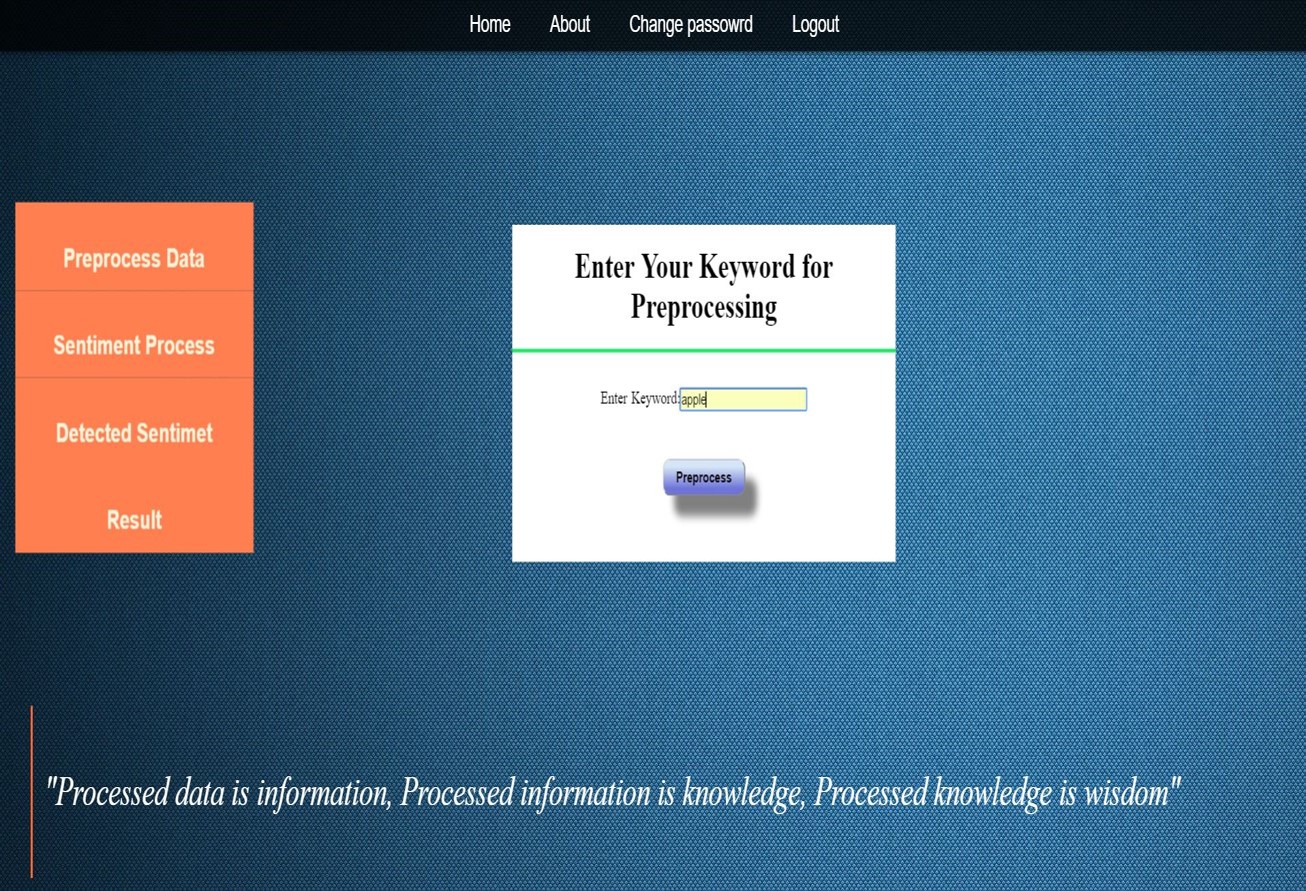 Home About Change passowrd Logout
Preprocess Data
Sentiment Process
Detected Sentimet
Result
Enter Your Keyword for
Preprocessing
Enter Keyword:apple
Preprocess
"Processed data is information, Processed information is knowledge, Processed knowledge is wisdom"